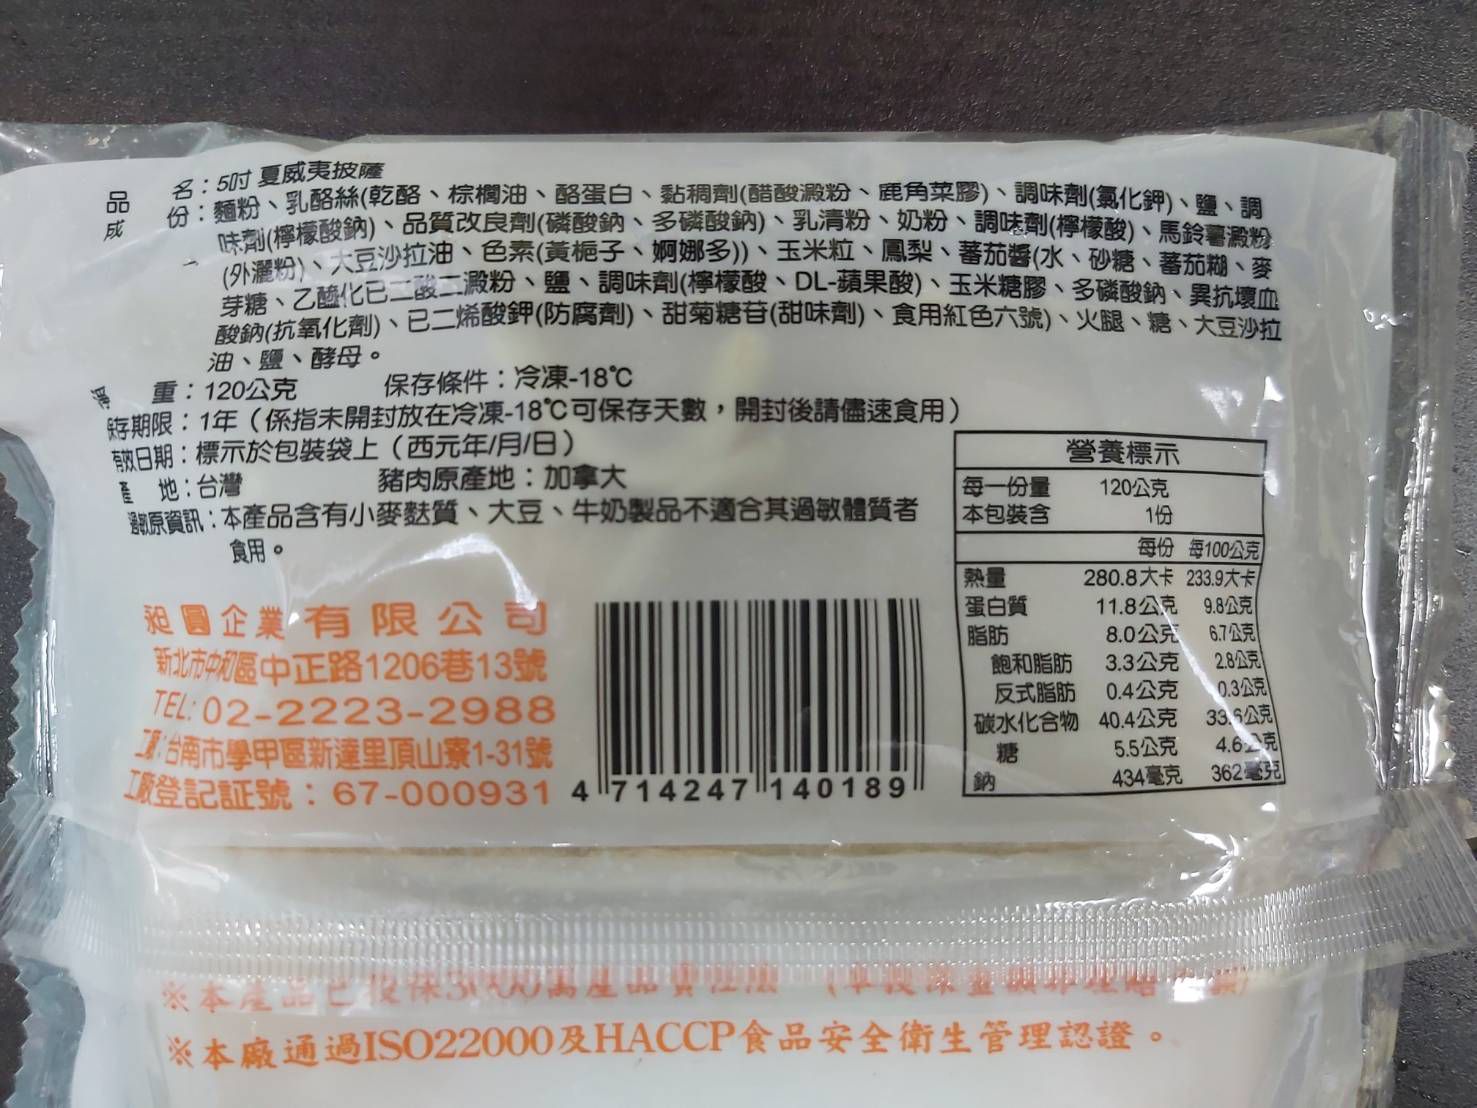 品　名：5吋 夏威夷披薩
成　份：麵粉、乳酪絲(乾酪、棕櫚油、酪蛋白、黏稠劑(醋酸澱粉、鹿角菜膠)、調味劑(氯化鉀)、鹽、調
味劑(檸檬酸鈉)、品質改良劑(磷酸鈉、多磷酸鈉)、乳清粉、奶粉、調味劑(檸檬酸)、馬鈴薯澱粉
(外灑粉)、大豆沙拉油、色素(黃梔子、婀娜多))、玉米粒、鳳梨、蕃茄醬(水、砂糖、蕃茄糊、麥
芽糖、乙醯化己二酸二澱粉、鹽、調味劑(檸檬酸、DL-蘋果酸)、玉米糖膠、多磷酸鈉、異抗壞血
酸鈉(抗氧化劑)、己二烯酸鉀(防腐劑)、甜菊糖苷(甜味劑)、食用紅色六號)、火腿、糖、大豆沙拉
油、鹽、酵母。
淨　重：120公克　保存條件：冷凍-18℃
保存期限：1年（係指未開封放在冷凍-18℃可保存天數，開封後請儘速食用）
有效日期：標示於包裝袋上（西元年/月/日）
產　地：台灣　豬肉原產地：加拿大
過敏原資訊：本產品含有小麥麩質、大豆、牛奶製品不適合其過敏體質者
食用。
營養標示
每一份量 120公克
本包裝含 1份
每份 每100公克
熱量 280.8大卡 233.9大卡
蛋白質 11.8公克 9.8公克
脂肪 8.0公克 6.7公克
飽和脂肪 3.3公克 2.8公克
反式脂肪 0.4公克 0.3公克
碳水化合物 40.4公克 33.6公克
糖 5.5公克 4.6公克
鈉 434毫克 362毫克
昶圓企業有限公司
新北市中和區中正路1206巷13號
TEL: 02-2223-2988
工廠:台南市學甲區新達里頂山寮1-31號
工廠登記証號：67-000931
4 714247 140189
※本產品已投保3000萬產品責任險
※本廠通過ISO22000及HACCP食品安全衛生管理認證。